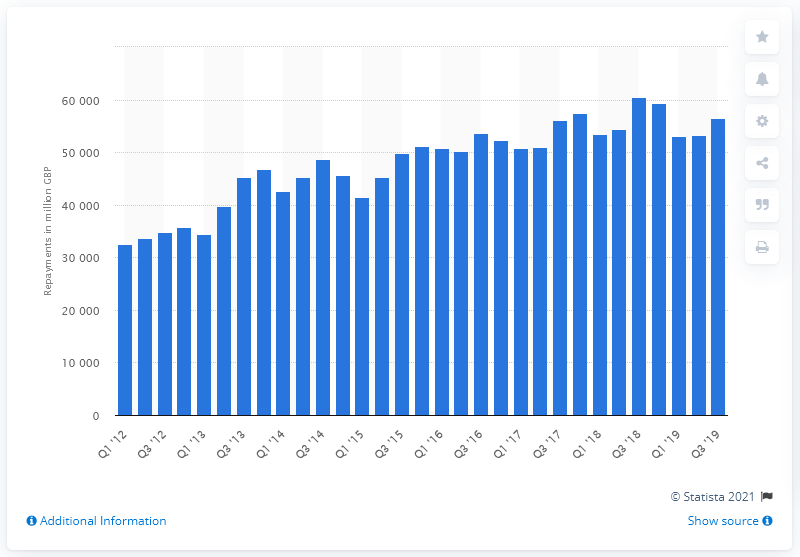 60 000
50 000
40 000
30 000
20 000
10 000
0
Repayments in million GBP
Q1 '12
Q3 '12
Q1 '13
Q3 '13
Q1 '14
Q3 '14
Q1 '15
Q3 '15
Q1 '16
Q3 '16
Q1 '17
Q3 '17
Q1 '18
Q3 '18
Q1 '19
Q3 '19
© Statista 2021
Additional Information
Show source